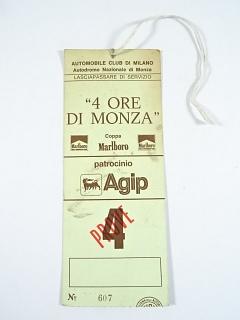 AUTOMOBILE CLUB DI MILANO
Autodromo Nazionale di Monza
LASCIAPASSARE DI SERVIZIO
"4 ORE
DI MONZA"
Coppa
Marlboro
Marlboro
Marlboro
patrocinio
Agip
4
PROVE
Nº 607